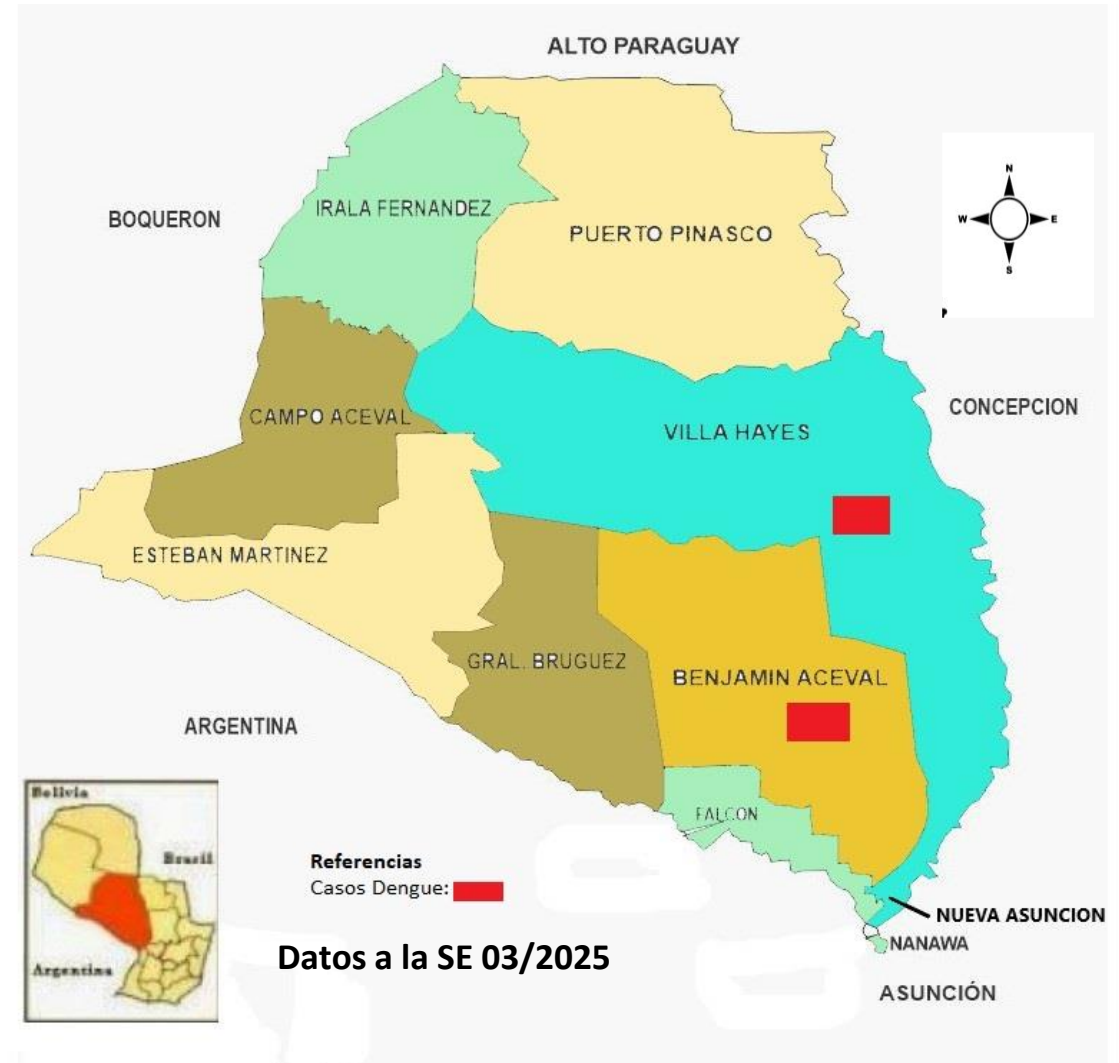 ALTO PARAGUAY
N
W E
S
BOQUERON
IRALA FERNANDEZ
PUERTO PINASCO
CONCEPCION
CAMPO ACEVAL
VILLA HAYES
ESTEBAN MARTINEZ
GRAL. BRUGUEZ
BENJAMIN ACEVAL
ARGENTINA
Bolivia
Brasil
Argentina
FALCON
Referencias
Casos Dengue:
NUEVA ASUNCION
NANAWA
Datos a la SE 03/2025
ASUNCIÓN